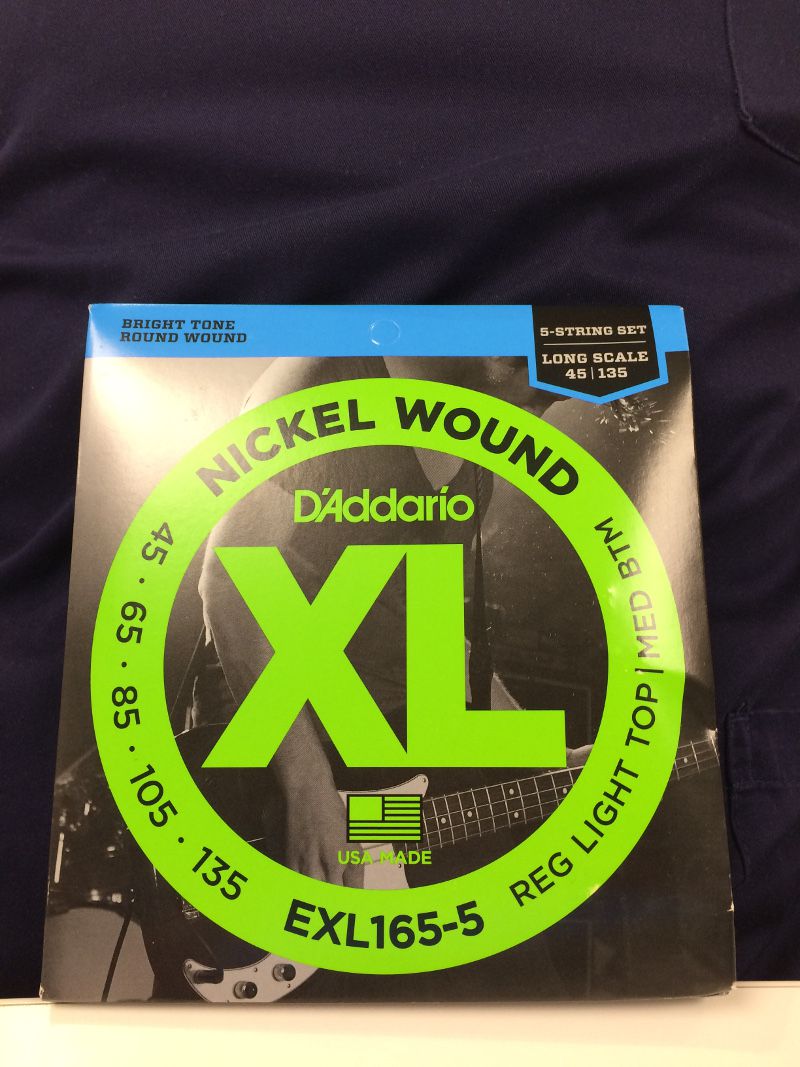 BRIGHT TONE
ROUND WOUND
5-STRING SET
LONG SCALE
45 | 135
NICKEL WOUND
D'Addario
XL
USA MADE
45 · 65 · 85 · 105 · 135
EXL165-5
REG LIGHT TOP | MED BTM